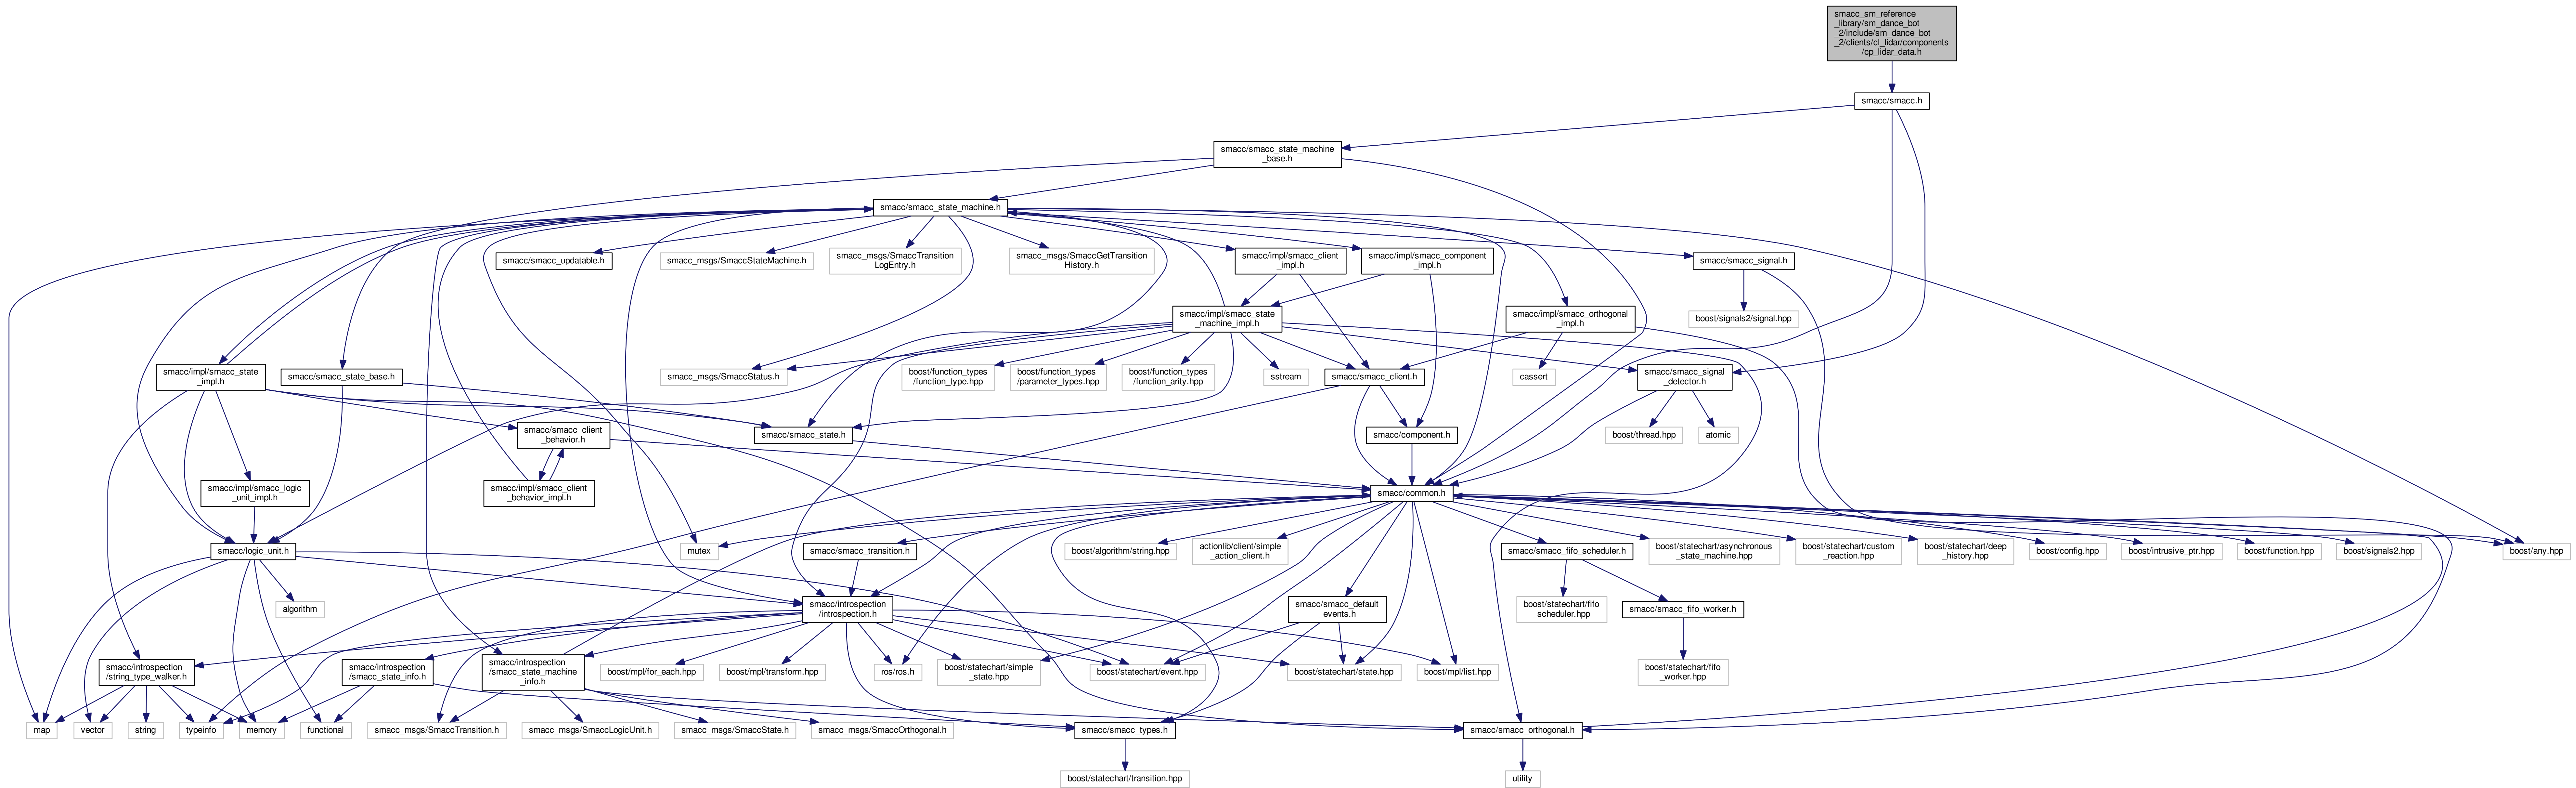 smacc_sm_reference
_library/sm_dance_bot
_2/include/sm_dance_bot
_2/clients/cl_lidar/components
/cp_lidar_data.h
smacc/smacc.h
smacc/smacc_state_machine
_base.h
smacc/smacc_state_machine.h
smacc/smacc_updatable.h
smacc_msgs/SmaccStateMachine.h
smacc_msgs/SmaccTransition
LogEntry.h
smacc_msgs/SmaccGetTransition
History.h
smacc/impl/smacc_client
_impl.h
smacc/impl/smacc_component
_impl.h
smacc/smacc_signal.h
smacc/impl/smacc_state
_machine_impl.h
smacc/impl/smacc_orthogonal
_impl.h
boost/signals2/signal.hpp
smacc/impl/smacc_state
_impl.h
smacc/smacc_state_base.h
smacc_msgs/SmaccStatus.h
boost/function_types
/function_type.hpp
boost/function_types
/parameter_types.hpp
boost/function_types
/function_arity.hpp
sstream
smacc/smacc_client.h
cassert
smacc/smacc_signal
_detector.h
smacc/smacc_client
_behavior.h
smacc/smacc_state.h
smacc/component.h
boost/thread.hpp
atomic
smacc/impl/smacc_logic
_unit_impl.h
smacc/impl/smacc_client
_behavior_impl.h
smacc/common.h
smacc/logic_unit.h
mutex
smacc/smacc_transition.h
boost/algorithm/string.hpp
actionlib/client/simple
_action_client.h
smacc/smacc_fifo_scheduler.h
boost/statechart/asynchronous
_state_machine.hpp
boost/statechart/custom
_reaction.hpp
boost/statechart/deep
_history.hpp
boost/config.hpp
boost/intrusive_ptr.hpp
boost/function.hpp
boost/signals2.hpp
boost/any.hpp
algorithm
smacc/introspection
/introspection.h
smacc/smacc_default
_events.h
boost/statechart/fifo
_scheduler.hpp
smacc/smacc_fifo_worker.h
smacc/introspection
/string_type_walker.h
smacc/introspection
/smacc_state_info.h
smacc/introspection
/smacc_state_machine
_info.h
boost/mpl/for_each.hpp
boost/mpl/transform.hpp
ros/ros.h
boost/statechart/simple
_state.hpp
boost/statechart/event.hpp
boost/statechart/state.hpp
boost/mpl/list.hpp
boost/statechart/fifo
_worker.hpp
map
vector
string
typeinfo
memory
functional
smacc_msgs/SmaccTransition.h
smacc_msgs/SmaccLogicUnit.h
smacc_msgs/SmaccState.h
smacc_msgs/SmaccOrthogonal.h
smacc/smacc_types.h
smacc/smacc_orthogonal.h
boost/statechart/transition.hpp
utility